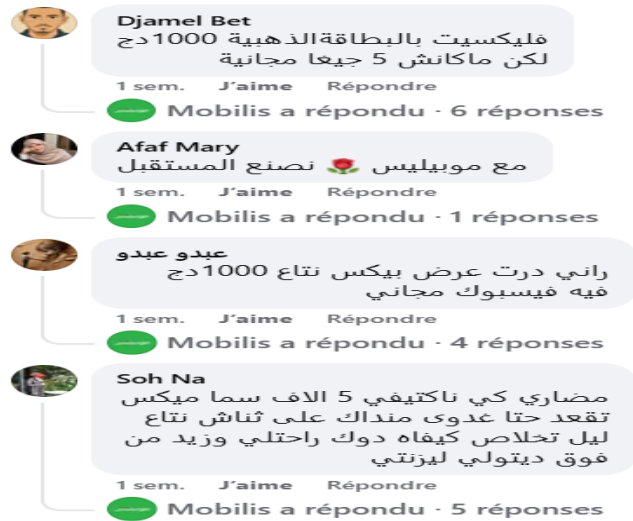 Djamel Bet
فليكسيت بالبطاقةالذهبية 1000دج
لكن ماكانش 5 جيغا مجانية
1 sem. J'aime Répondre
Mobilis a répondu · 6 réponses
Afaf Mary
مع موبيليس 🌹 نصنع المستقبل
1 sem. J'aime Répondre
Mobilis a répondu · 1 réponses
عبدو عبدو
راني درت عرض بيكس نتاع 1000دج
فيه فيسبوك مجاني
1 sem. J'aime Répondre
Mobilis a répondu · 4 réponses
Soh Na
مضاري كي ناكتيفي 5 الاف سما ميكس
تقعد حتا غدوى منداك على ثناش نتاع
ليل تخلاص كيفاه دوك راحتلي وزيد من
فوق ديتولي ليزنتي
1 sem. J'aime Répondre
Mobilis a répondu · 5 réponses